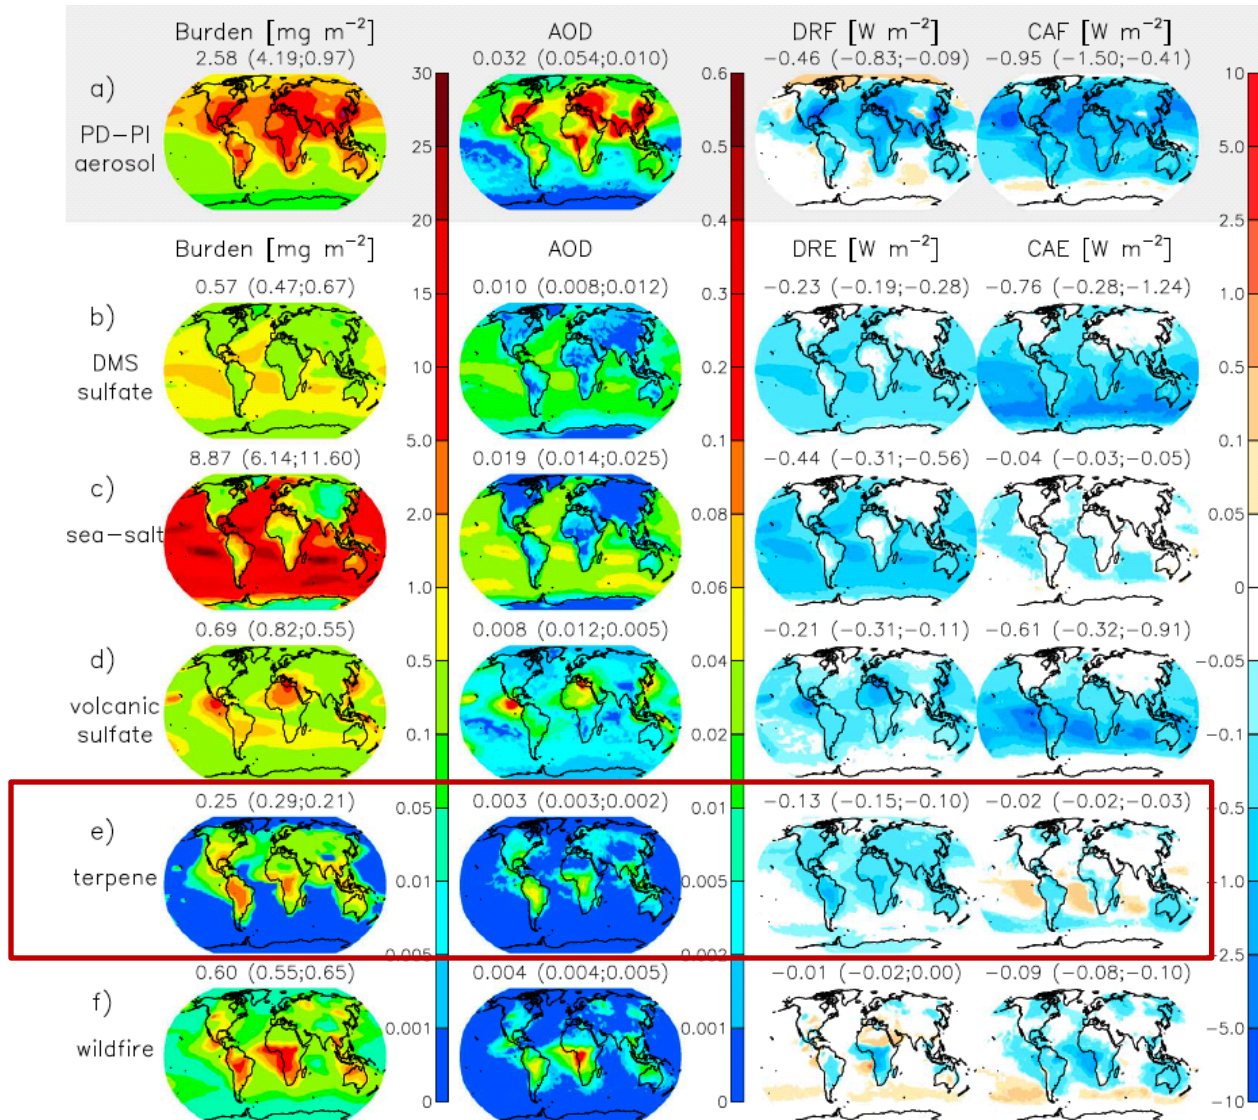 Burden [mg m⁻²] AOD DRF [W m⁻²] CAF [W m⁻²]
2.58 (4.19;0.97) 0.032 (0.054;0.010) −0.46 (−0.83;−0.09) −0.95 (−1.50;−0.41)
30 0.6 10
a)
PD−PI
aerosol
25 0.5 5.0
20 0.4 2.5
Burden [mg m⁻²] AOD DRE [W m⁻²] CAE [W m⁻²]
0.57 (0.47;0.67) 0.010 (0.008;0.012) −0.23 (−0.19;−0.28) −0.76 (−0.28;−1.24)
15 0.3 1.0
b)
DMS
sulfate
10 0.2 0.5
5.0 0.1 0.1
8.87 (6.14;11.60) 0.019 (0.014;0.025) −0.44 (−0.31;−0.56) −0.04 (−0.03;−0.05)
c)
2.0 0.08 0.05
sea−salt
1.0 0.06 0
0.69 (0.82;0.55) 0.008 (0.012;0.005) −0.21 (−0.31;−0.11) −0.61 (−0.32;−0.91)
d)
0.5 0.04 −0.05
volcanic
sulfate
0.1 0.02 −0.1
0.25 (0.29;0.21) 0.003 (0.003;0.002) −0.13 (−0.15;−0.10) −0.02 (−0.02;−0.03)
0.05 0.01 −0.5
e)
terpene
0.01 0.005 −1.0
0.005 0.002 −2.5
0.60 (0.55;0.65) 0.004 (0.004;0.005) −0.01 (−0.02;0.00) −0.09 (−0.08;−0.10)
f)
0.001 0.001 −5.0
wildfire
0 0 −10